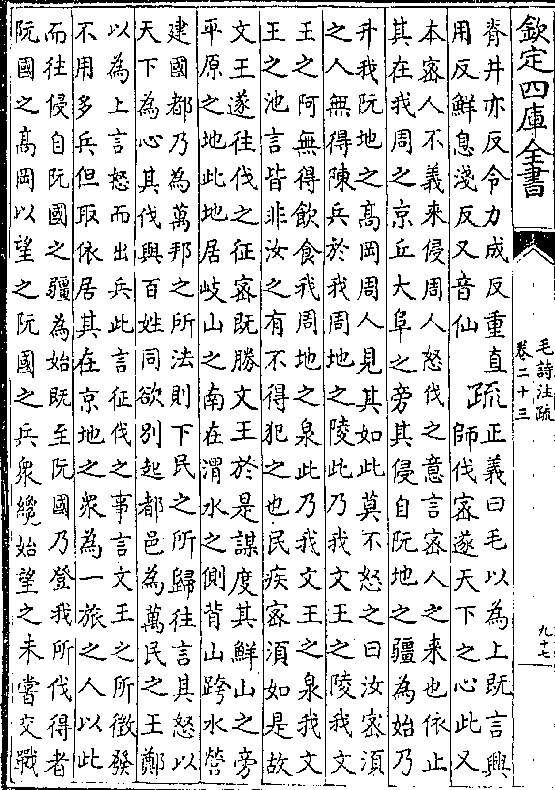 欽定四庫全書
毛詩注疏
卷二十三
脊井亦反令力成反重直
用反鮮息淺反又音仙
疏
正義曰毛以為上既言興
師伐宻遂天下之心此又
本宻人不義來侵周人怒伐之意言宻人之來也依止
其在我周之京丘大阜之旁其侵自阮地之疆為始乃
升我阮地之髙岡周人見其如此莫不怒之曰汝宻湏
之人無得陳兵於我周地之陵此乃我文王之陵我文
王之阿無得飲食我周地之泉此乃我文王之泉我文
王之池言皆非汝之有不得犯之也民疾宻湏如是故
文王遂往伐之征宻既勝文王於是謀度其鮮山之旁
平原之地此地居岐山之南在渭水之側背山跨水營
建國都乃為萬邦之所法則下民之所歸往言其怒以
天下為心其伐與百姓同欲别起都邑為萬民之王鄭
以為上言怒而出兵此言征伐之事言文王之所徵發
不用多兵但取依居其在京地之衆為一旅之人以此
而往侵自阮國之疆為始既至阮國乃登我所伐得者
阮國之髙岡以望之阮國之兵衆纔始望之未嘗交戰